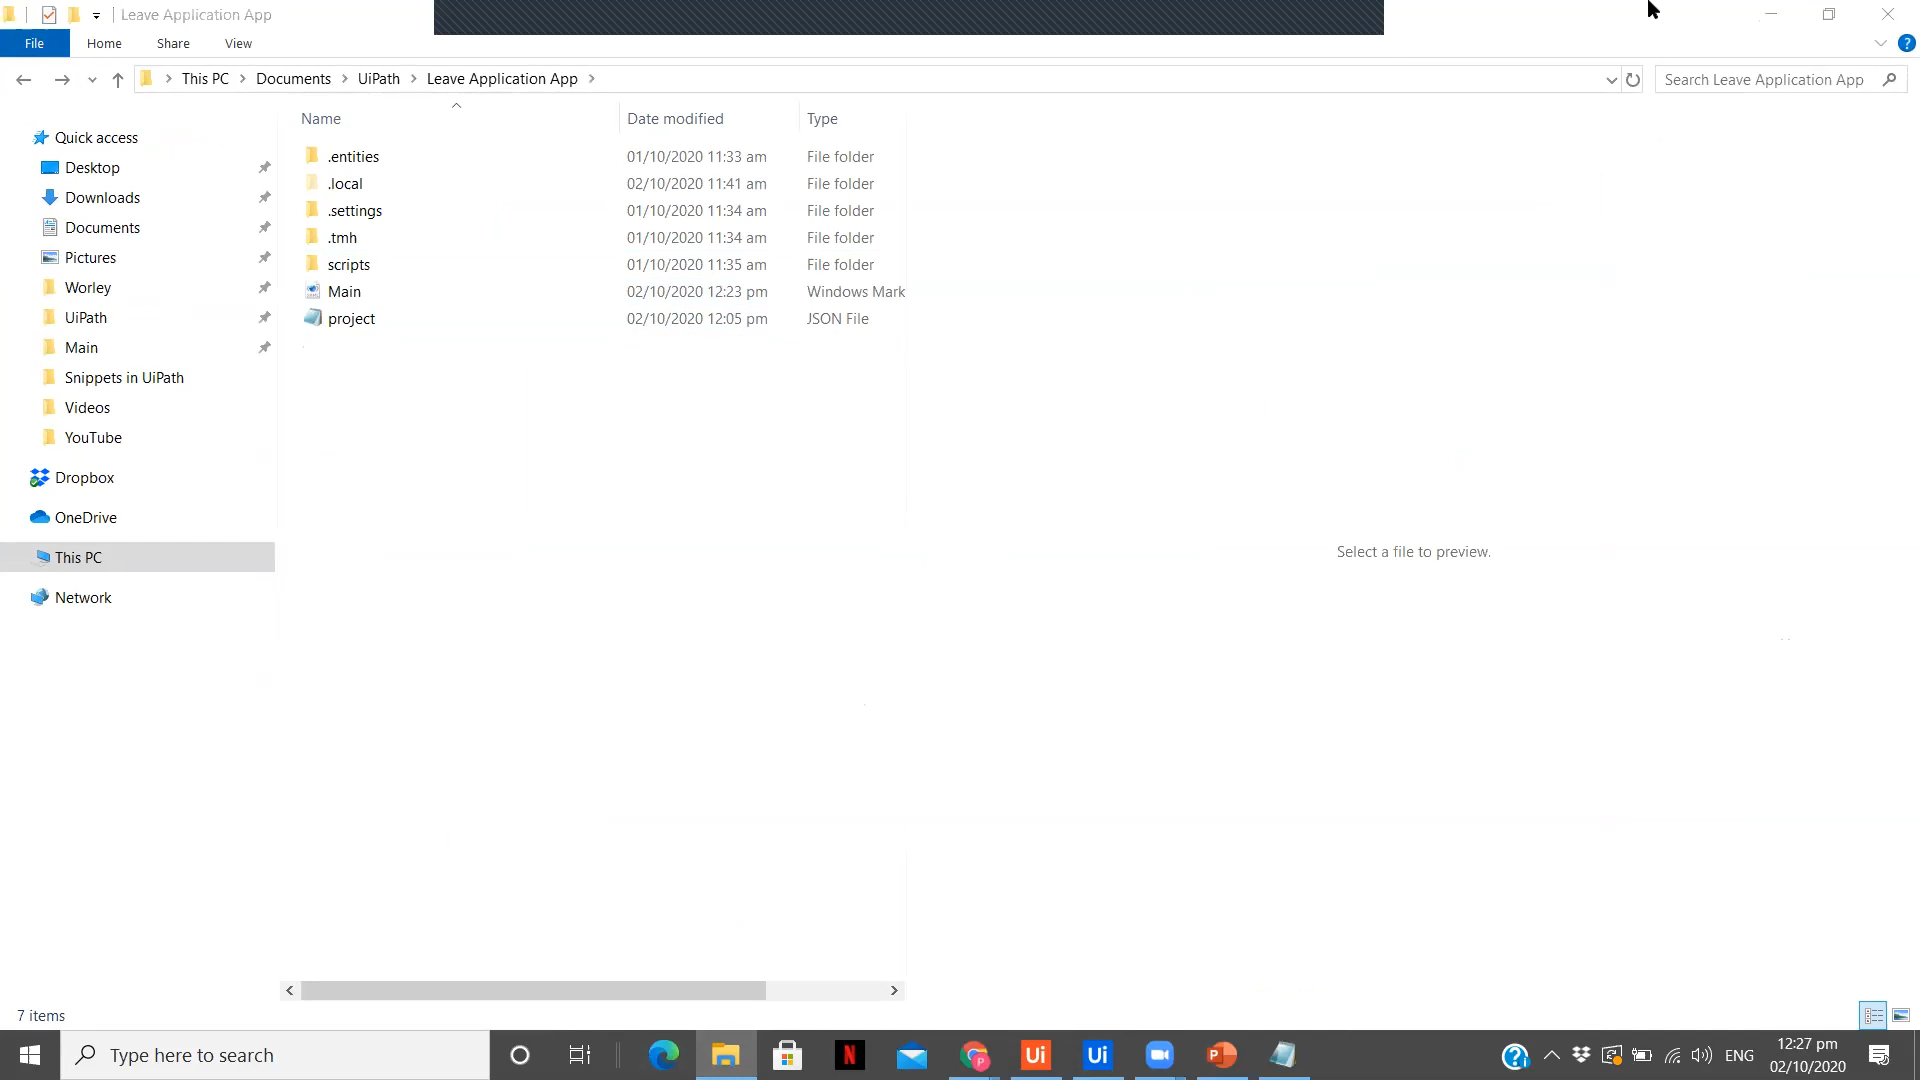 Leave Application App
File Home Share View
This PC Documents UiPath Leave Application App
Search Leave Application App
Name Date modified Type
Quick access
Desktop
Downloads
Documents
Pictures
Worley
UiPath
Main
Snippets in UiPath
Videos
YouTube
Dropbox
OneDrive
This PC
Network
.entities 01/10/2020 11:33 am File folder
.local 02/10/2020 11:41 am File folder
.settings 01/10/2020 11:34 am File folder
.tmh 01/10/2020 11:34 am File folder
scripts 01/10/2020 11:35 am File folder
Main 02/10/2020 12:23 pm Windows Mark
project 02/10/2020 12:05 pm JSON File
Select a file to preview.
7 items
Type here to search
N
Ui
Ui
P
P
ENG
12:27 pm
02/10/2020